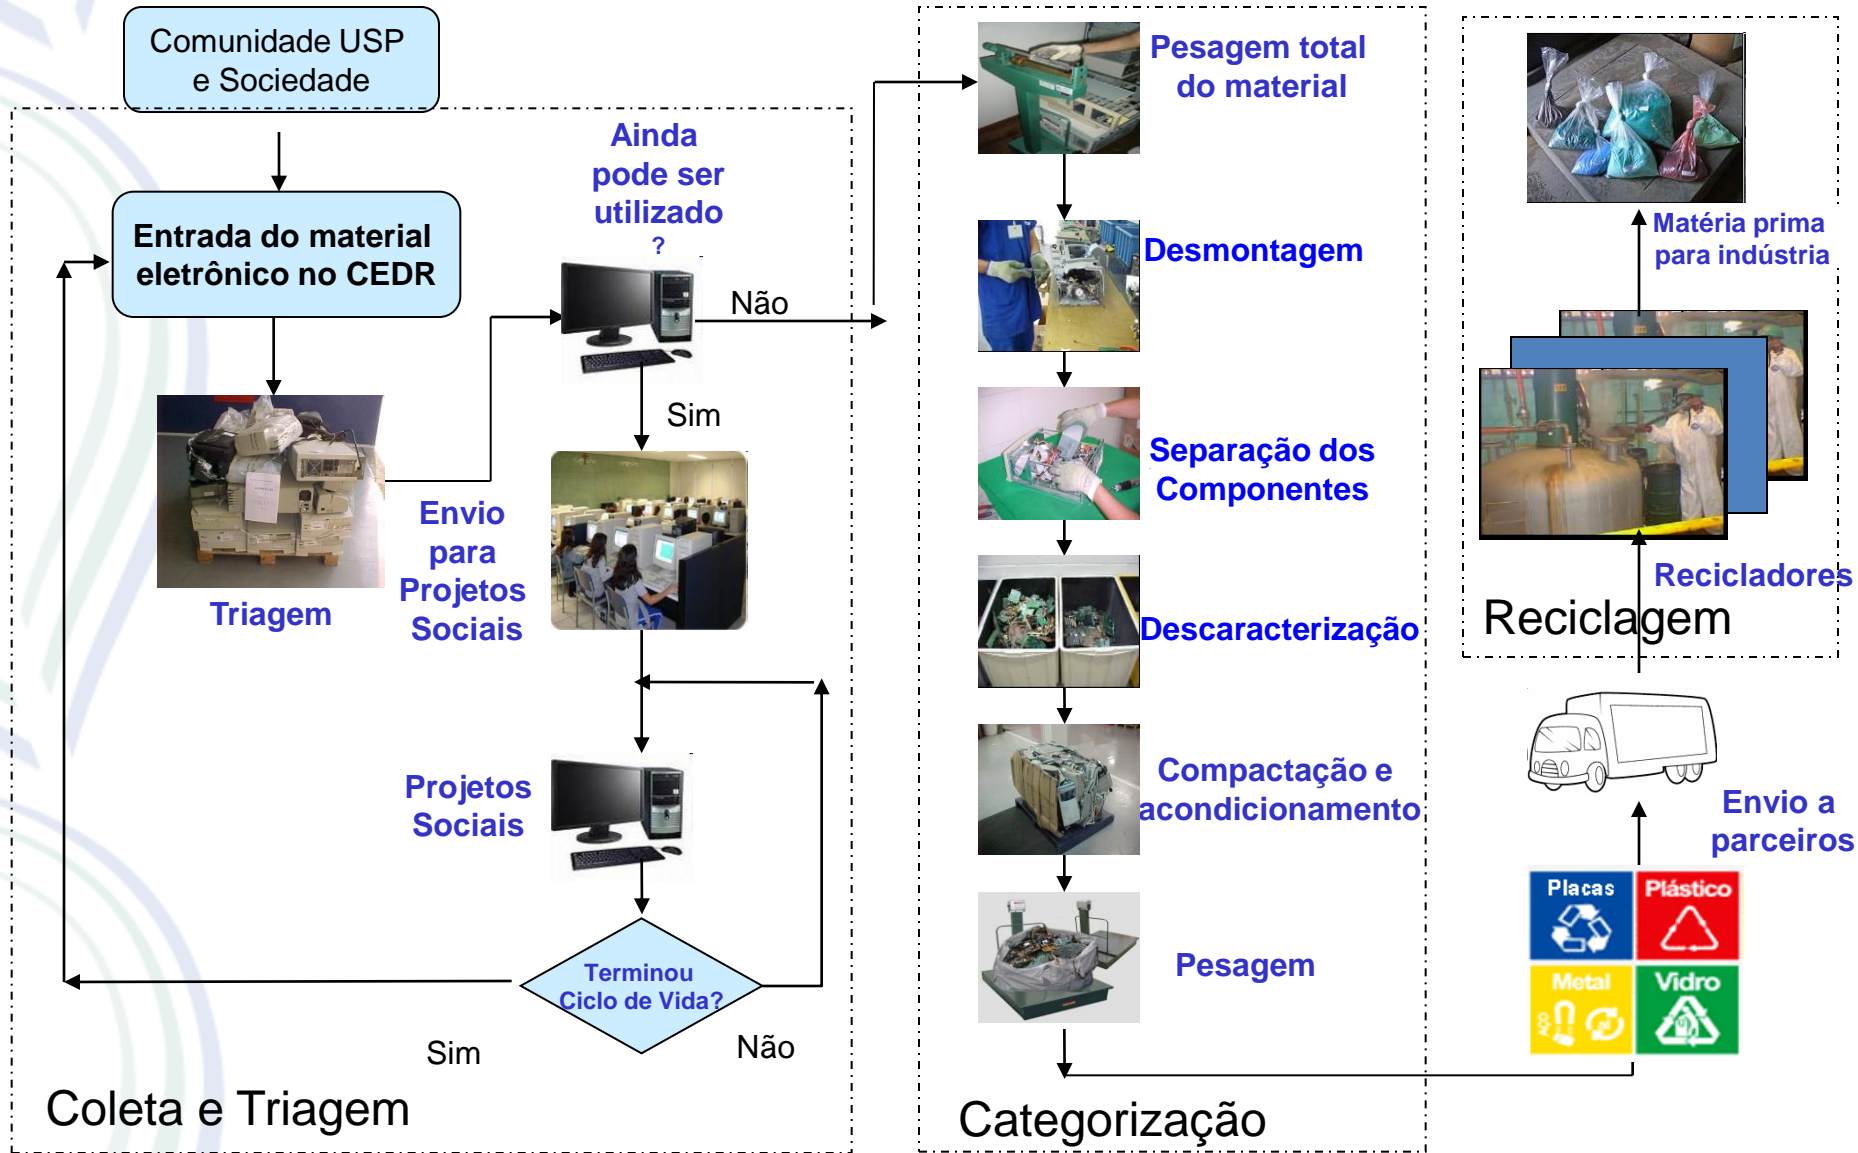 Comunidade USP
e Sociedade
Entrada do material
eletrônico no CEDR
Triagem
Ainda
pode ser
utilizado
?
Não
Sim
Envio
para
Projetos
Sociais
Projetos
Sociais
Terminou
Ciclo de Vida?
Sim
Não
Coleta e Triagem
Pesagem total
do material
Desmontagem
Separação dos
Componentes
Descaracterização
Compactação e
acondicionamento
Pesagem
Categorização
Matéria prima
para indústria
Recicladores
Reciclagem
Envio a
parceiros
Placas
Plástico
Metal
Vidro
AÇO